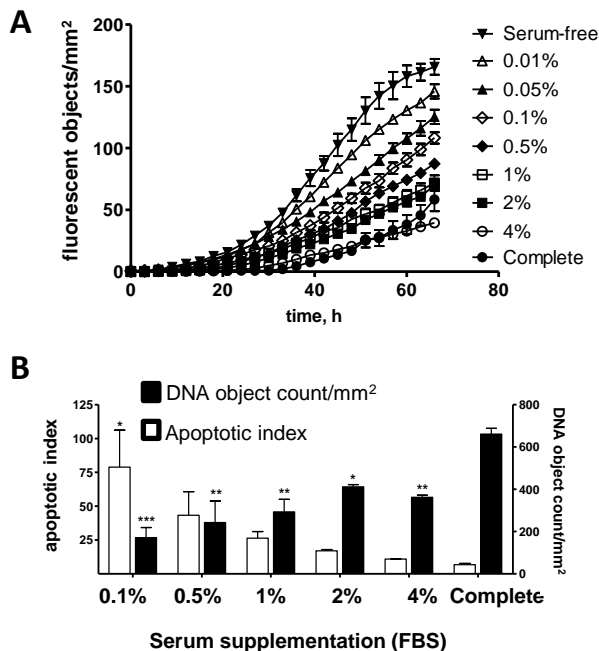 A
fluorescent objects/mm²
200
150
100
50
0
0 20 40 60 80
time, h
Serum-free
0.01%
0.05%
0.1%
0.5%
1%
2%
4%
Complete
B
DNA object count/mm²
Apoptotic index
apoptotic index
125
100
75
50
25
DNA object count/mm²
800
600
400
200
0
* *** ** ** * **
0.1% 0.5% 1% 2% 4% Complete
Serum supplementation (FBS)